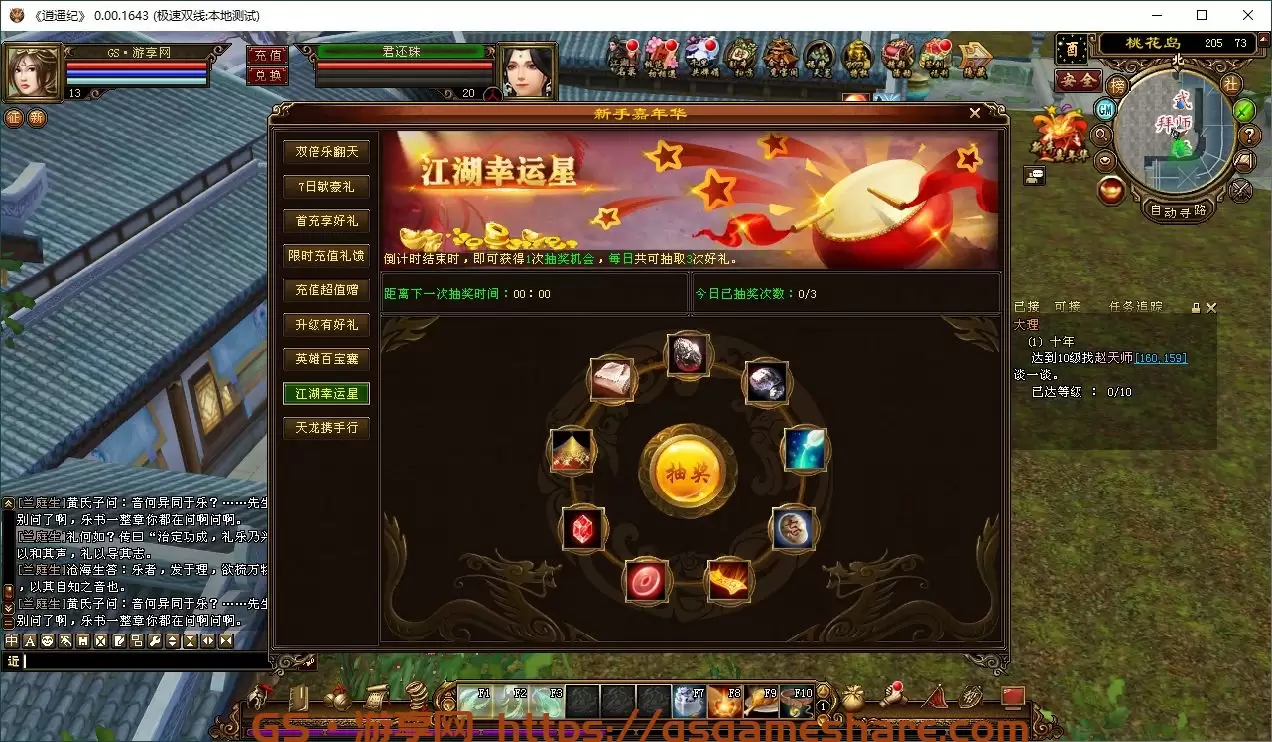 《逍遥纪》 0.00.1643 (极速双线:本地测试)
GS·游享网
13
充值
兑换
君还珠
20
酉
桃花岛
205 73
安全
北
榜
社
GM
拜师
自动寻路
征
新
新手嘉年华
双倍乐翻天
7日献豪礼
首充享好礼
限时充值礼馈
充值超值赠
升级有好礼
英雄百宝囊
江湖幸运星
天龙携手行
江湖幸运星
倒计时结束时，即可获得1次抽奖机会，每日共可抽取3次好礼。
距离下一次抽奖时间：00：00
今日已抽奖次数：0/3
抽奖
已接 可接 任务追踪
大理
(1) 十年
达到10级找赵天师[160,159]
谈一谈。
已达等级 ： 0/10
[兰庭生]黄氏子问：音何异同于乐？……先生
别问了啊，乐书一整章你都在问啊问啊。
[兰庭生]礼何如？传曰“治定功成，礼乐乃兴
以和其声，礼以导其志。
[兰庭生]沧海生答：乐者，发于理，欲梳万物
，以其自知之音也。
[兰庭生]黄氏子问：音何异同于乐？……先生
别问了啊，乐书一整章你都在问啊问啊。
中 A
近
F1 F2 F3 F7 F8 F9 F10
1
GS·游享网 https://gsgameshare.com